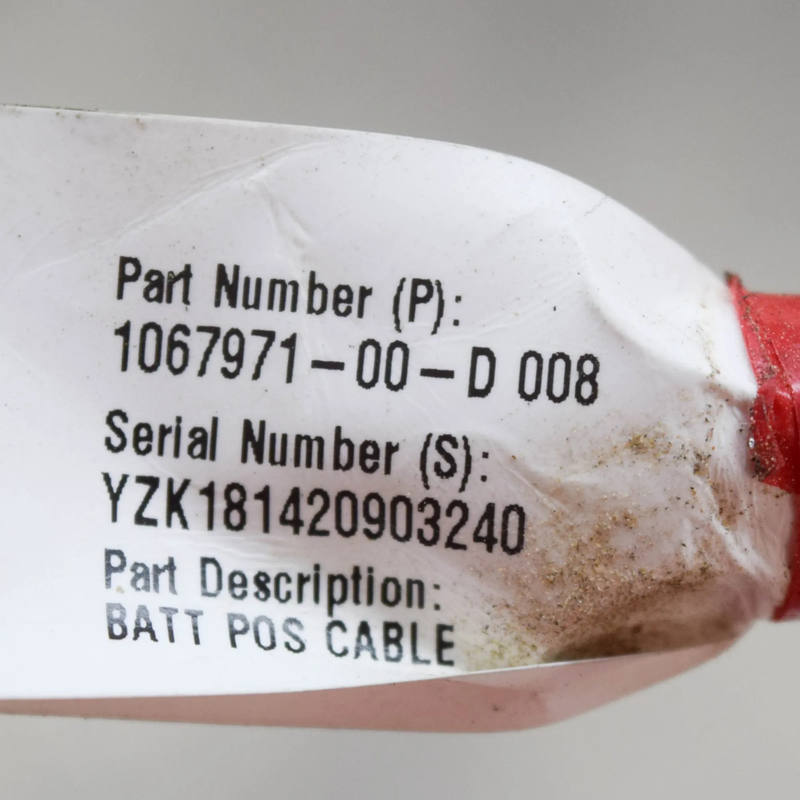 Part Number (P):
1067971-00-D 008
Serial Number (S):
YZK181420903240
Part Description:
BATT POS CABLE